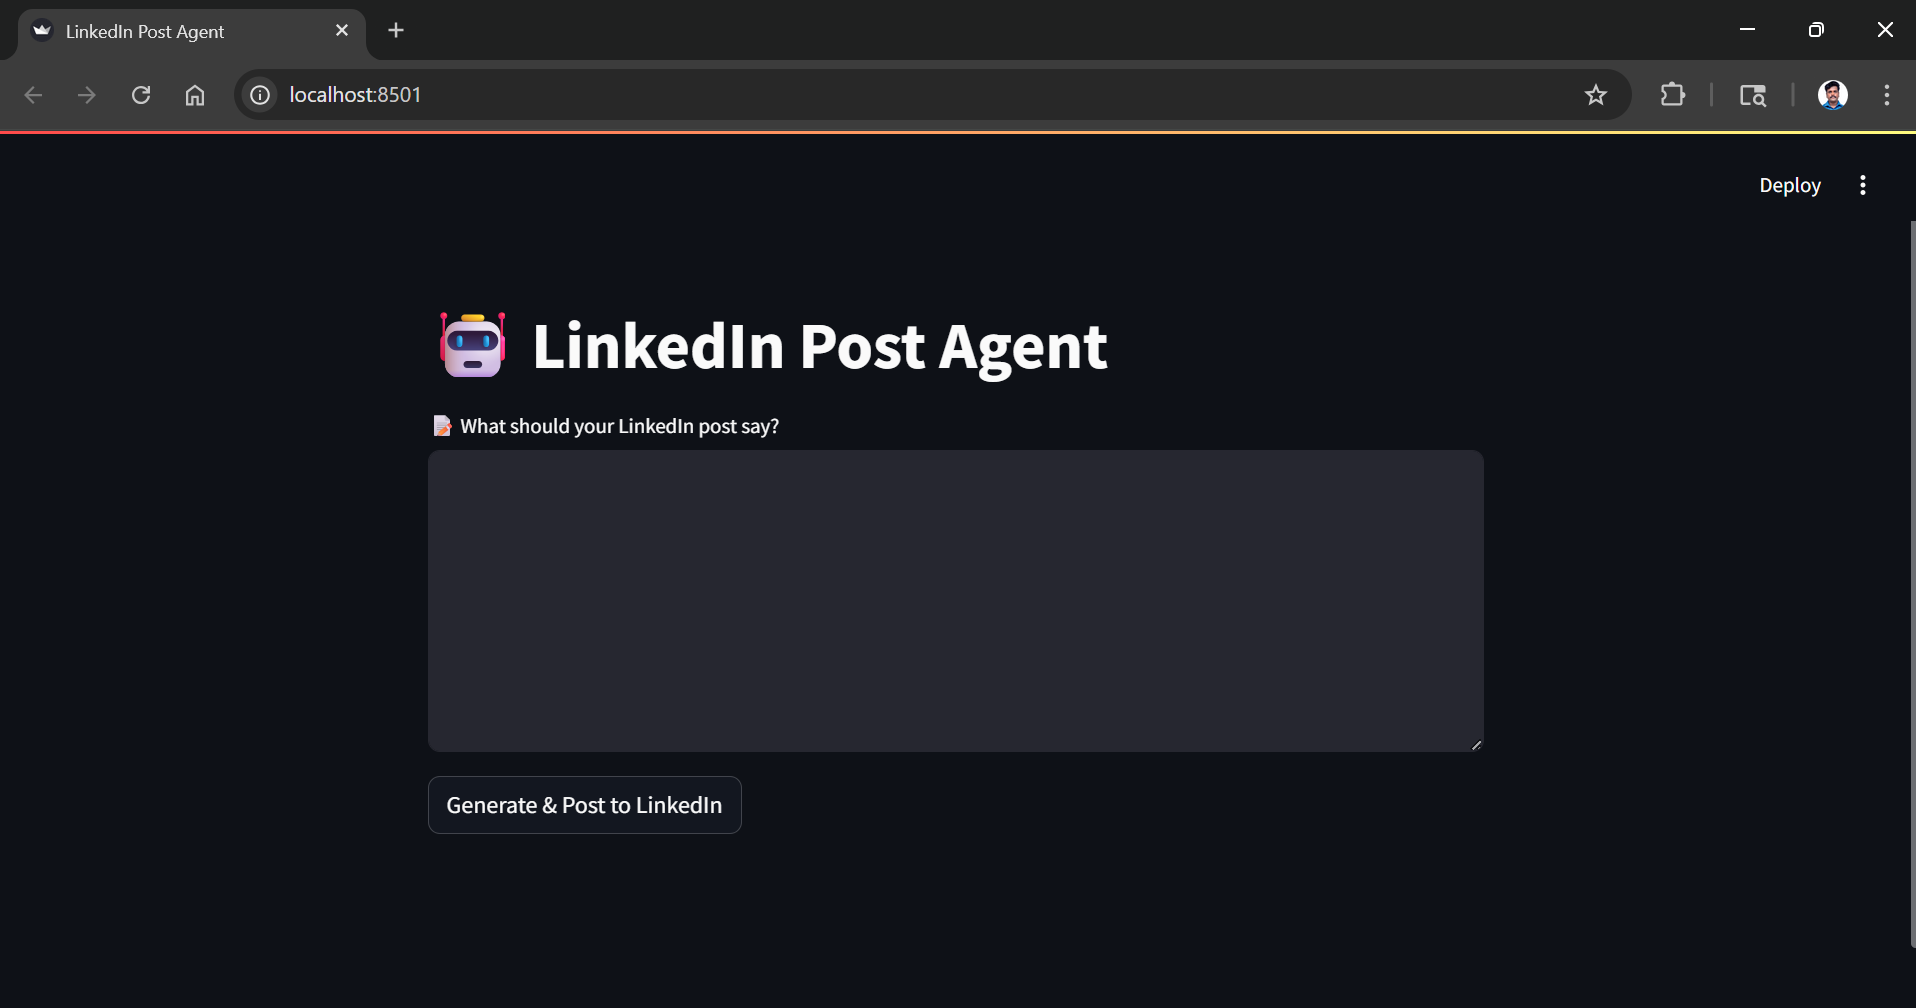 LinkedIn Post Agent
localhost:8501
Deploy
LinkedIn Post Agent
What should your LinkedIn post say?
Generate & Post to LinkedIn